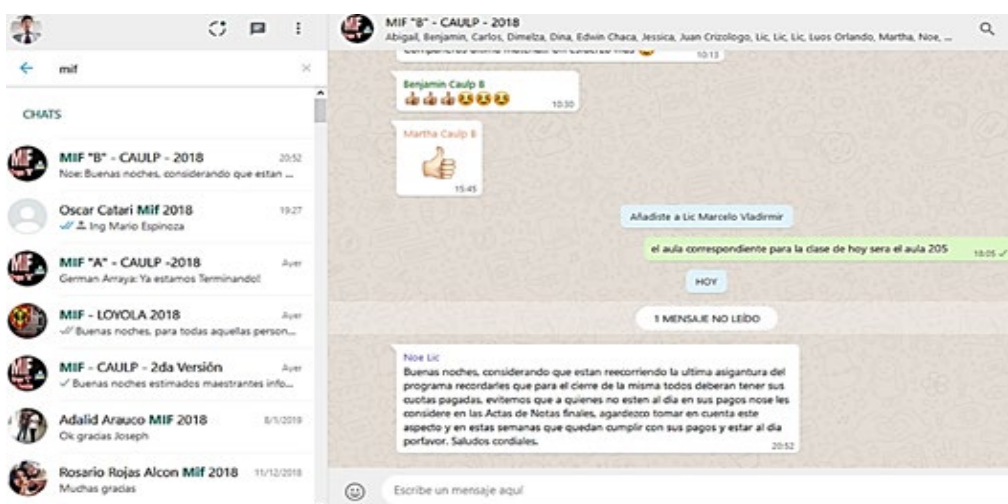 mif
CHATS
MIF "B" - CAULP - 2018
20:52
Noe: Buenas noches, considerando que estan ...
Oscar Catari Mif 2018
19:27
Ing Mario Espinoza
MIF "A" - CAULP -2018
Ayer
German Arraya: Ya estamos Terminando!
MIF - LOYOLA 2018
Ayer
Buenas noches, para todas aquellas person...
MIF - CAULP - 2da Versión
Ayer
Buenas noches estimados maestrantes info...
Adalid Arauco MIF 2018
8/1/2019
Ok gracias Joseph
Rosario Rojas Alcon Mif 2018
11/12/2018
Muchas gracias
MIF "B" - CAULP - 2018
Abigail, Benjamin, Carlos, Dimelza, Dina, Edwin Chaca, Jessica, Juan Crizologo, Lic, Lic, Lic, Luos Orlando, Martha, Noe, ...
10:13
Benjamin Caulp B
10:30
Martha Caulp B
15:45
Añadiste a Lic Marcelo Vladirmir
el aula correspondiente para la clase de hoy sera el aula 205
18:05
HOY
1 MENSAJE NO LEÍDO
Noe Lic
Buenas noches, considerando que estan reecorriendo la ultima asigantura del
programa recordarles que para el cierre de la misma todos deberan tener sus
cuotas pagadas, evitemos que a quienes no esten al dia en sus pagos nose les
considere en las Actas de Notas finales, agardezco tomar en cuenta este
aspecto y en estas semanas que quedan cumplir con sus pagos y estar al dia
porfavor. Saludos cordiales.
20:52
Escribe un mensaje aquí